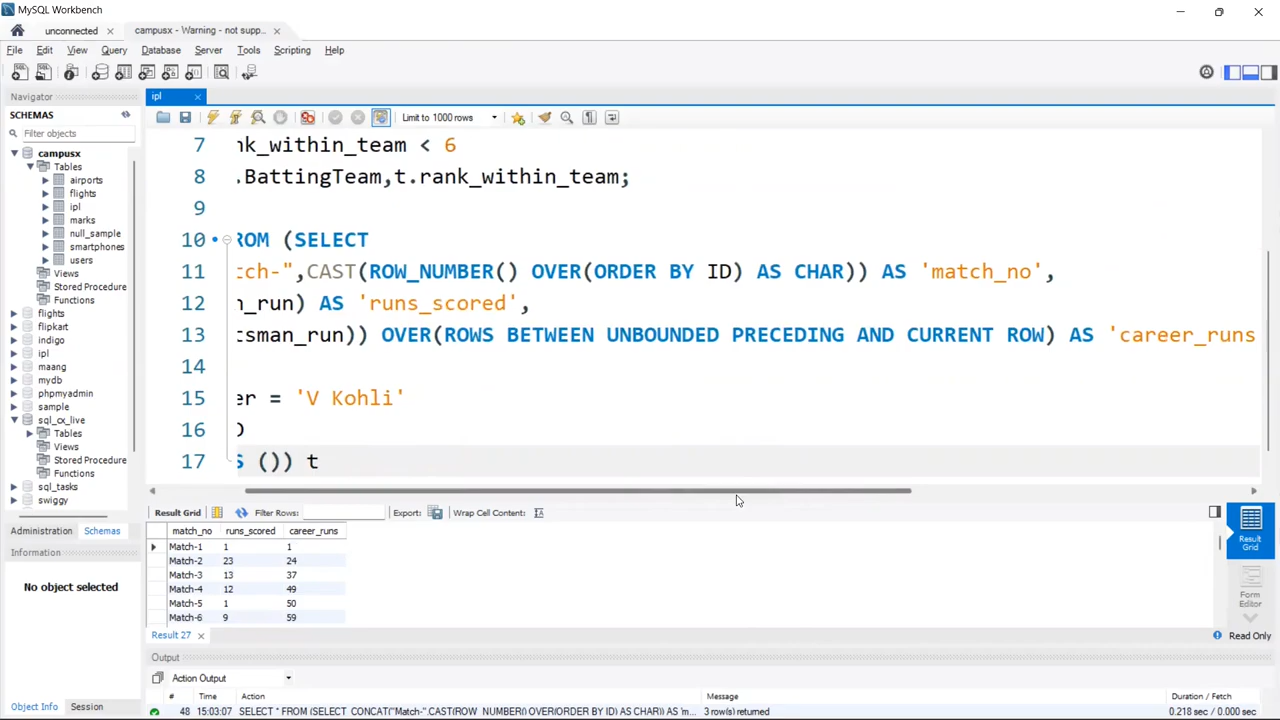 MySQL Workbench
unconnected
campusx - Warning - not supp...
File Edit View Query Database Server Tools Scripting Help
Navigator
SCHEMAS
Filter objects
campusx
Tables
airports
flights
ipl
marks
null_sample
smartphones
users
Views
Stored Procedure
Functions
flights
flipkart
indigo
ipl
maang
mydb
phpmyadmin
sample
sql_cx_live
Tables
Views
Stored Procedure
Functions
sql_tasks
swiggy
Administration Schemas
Information
No object selected
Object Info Session
ipl
Limit to 1000 rows
7 nk_within_team < 6
8 .BattingTeam,t.rank_within_team;
9
10 ROM (SELECT
11 tch-",CAST(ROW_NUMBER() OVER(ORDER BY ID) AS CHAR)) AS 'match_no',
12 n_run) AS 'runs_scored',
13 tsman_run)) OVER(ROWS BETWEEN UNBOUNDED PRECEDING AND CURRENT ROW) AS 'career_runs
14
15 er = 'V Kohli'
16 D
17 S ()) t
Result Grid Filter Rows: Export: Wrap Cell Content:
match_no runs_scored career_runs
Match-1 1 1
Match-2 23 24
Match-3 13 37
Match-4 12 49
Match-5 1 50
Match-6 9 59
Result Grid
Form Editor
Result 27
Read Only
Output
Action Output
# Time Action Message Duration / Fetch
48 15:03:07 SELECT * FROM (SELECT CONCAT("Match-",CAST(ROW_NUMBER() OVER(ORDER BY ID) AS CHAR)) AS 'm... 3 row(s) returned 0.218 sec / 0.000 sec